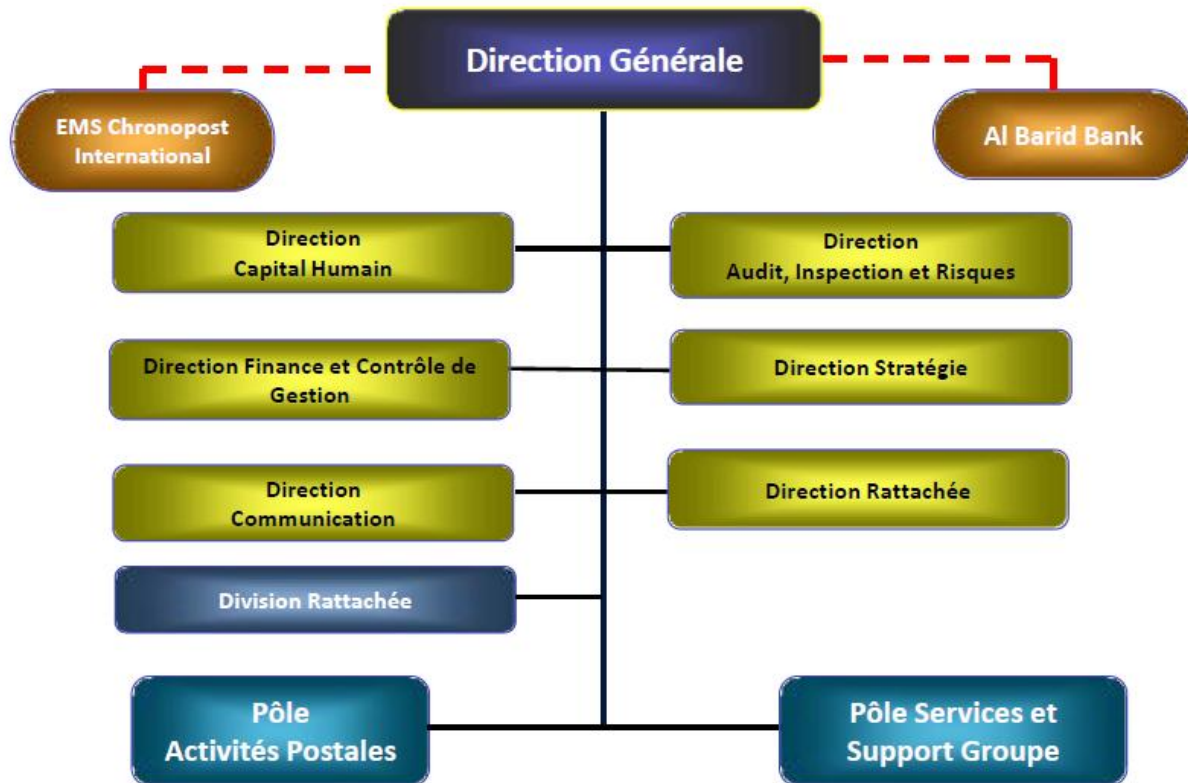 Direction Générale
EMS Chronopost
International
Al Barid Bank
Direction
Capital Humain
Direction
Audit, Inspection et Risques
Direction Finance et Contrôle de
Gestion
Direction Stratégie
Direction
Communication
Direction Rattachée
Division Rattachée
Pôle
Activités Postales
Pôle Services et
Support Groupe